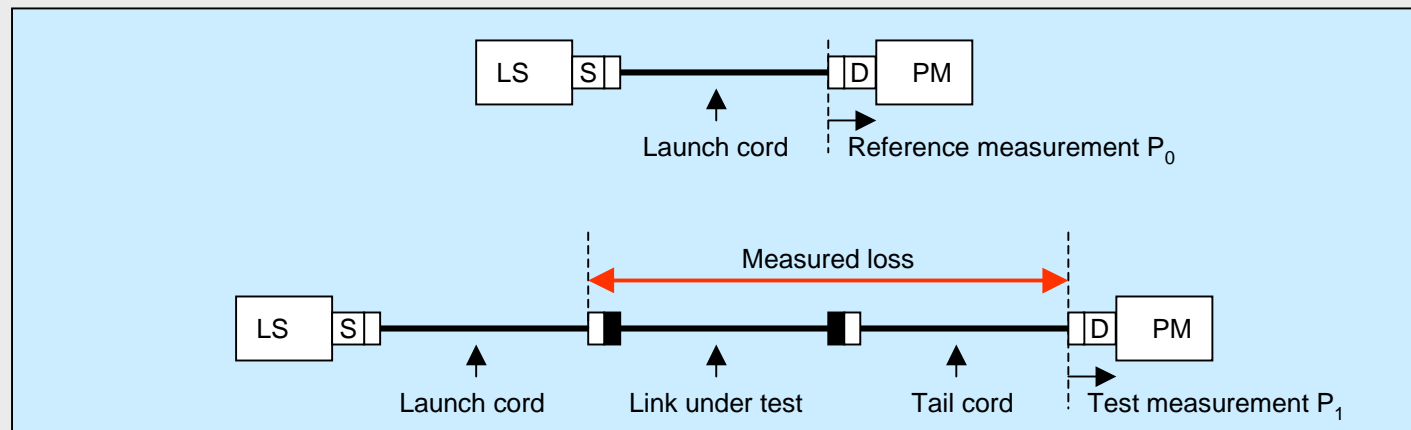 LS S D PM
Launch cord Reference measurement P₀
Measured loss
LS S D PM
Launch cord Link under test Tail cord Test measurement P₁